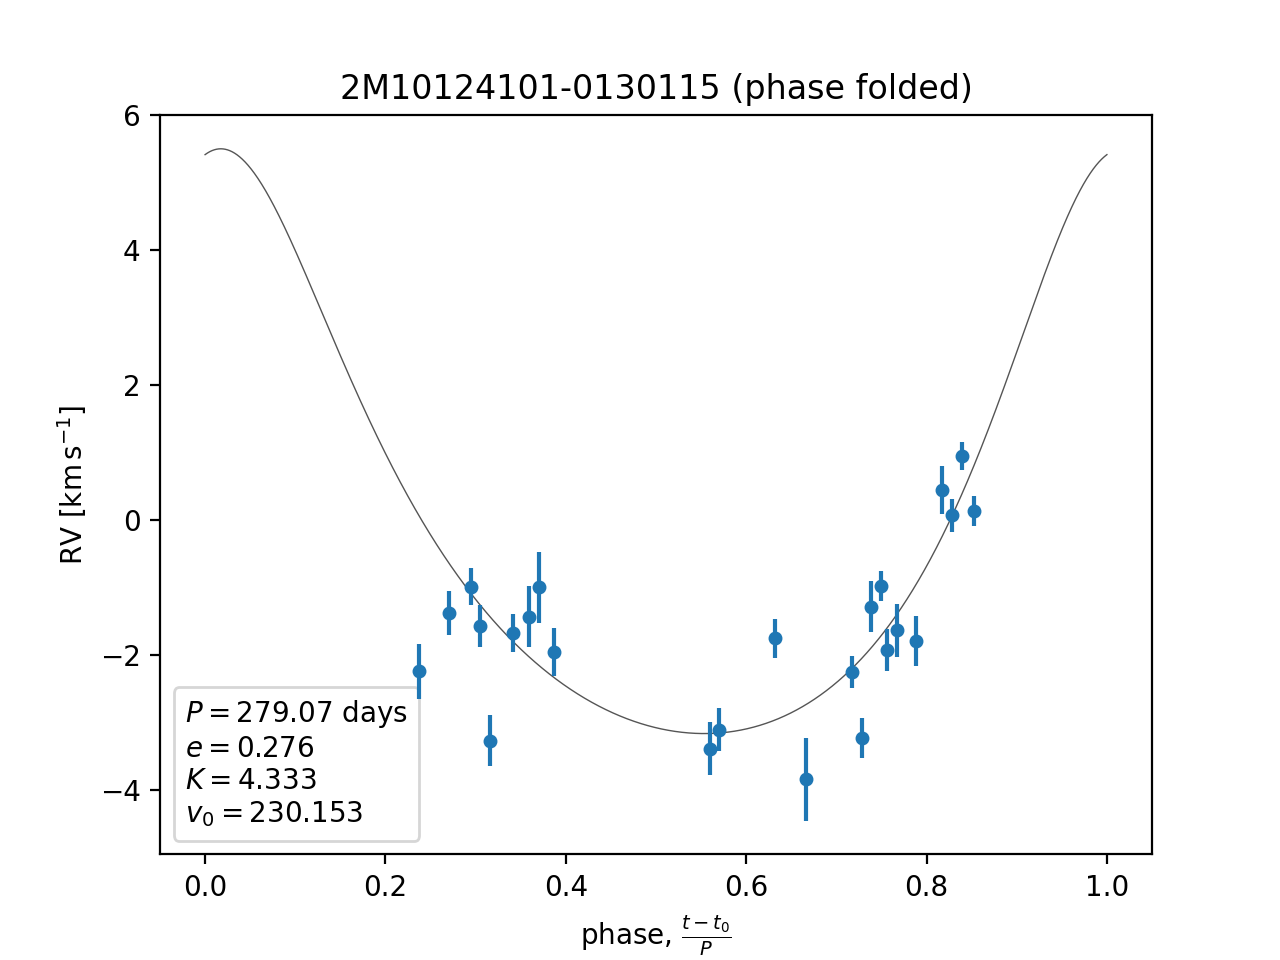 2M10124101-0130115 (phase folded)
6
4
2
0
−2
−4
RV [km s⁻¹]
P = 279.07 days
e = 0.276
K = 4.333
v₀ = 230.153
0.0 0.2 0.4 0.6 0.8 1.0
phase, (t − t₀)/P